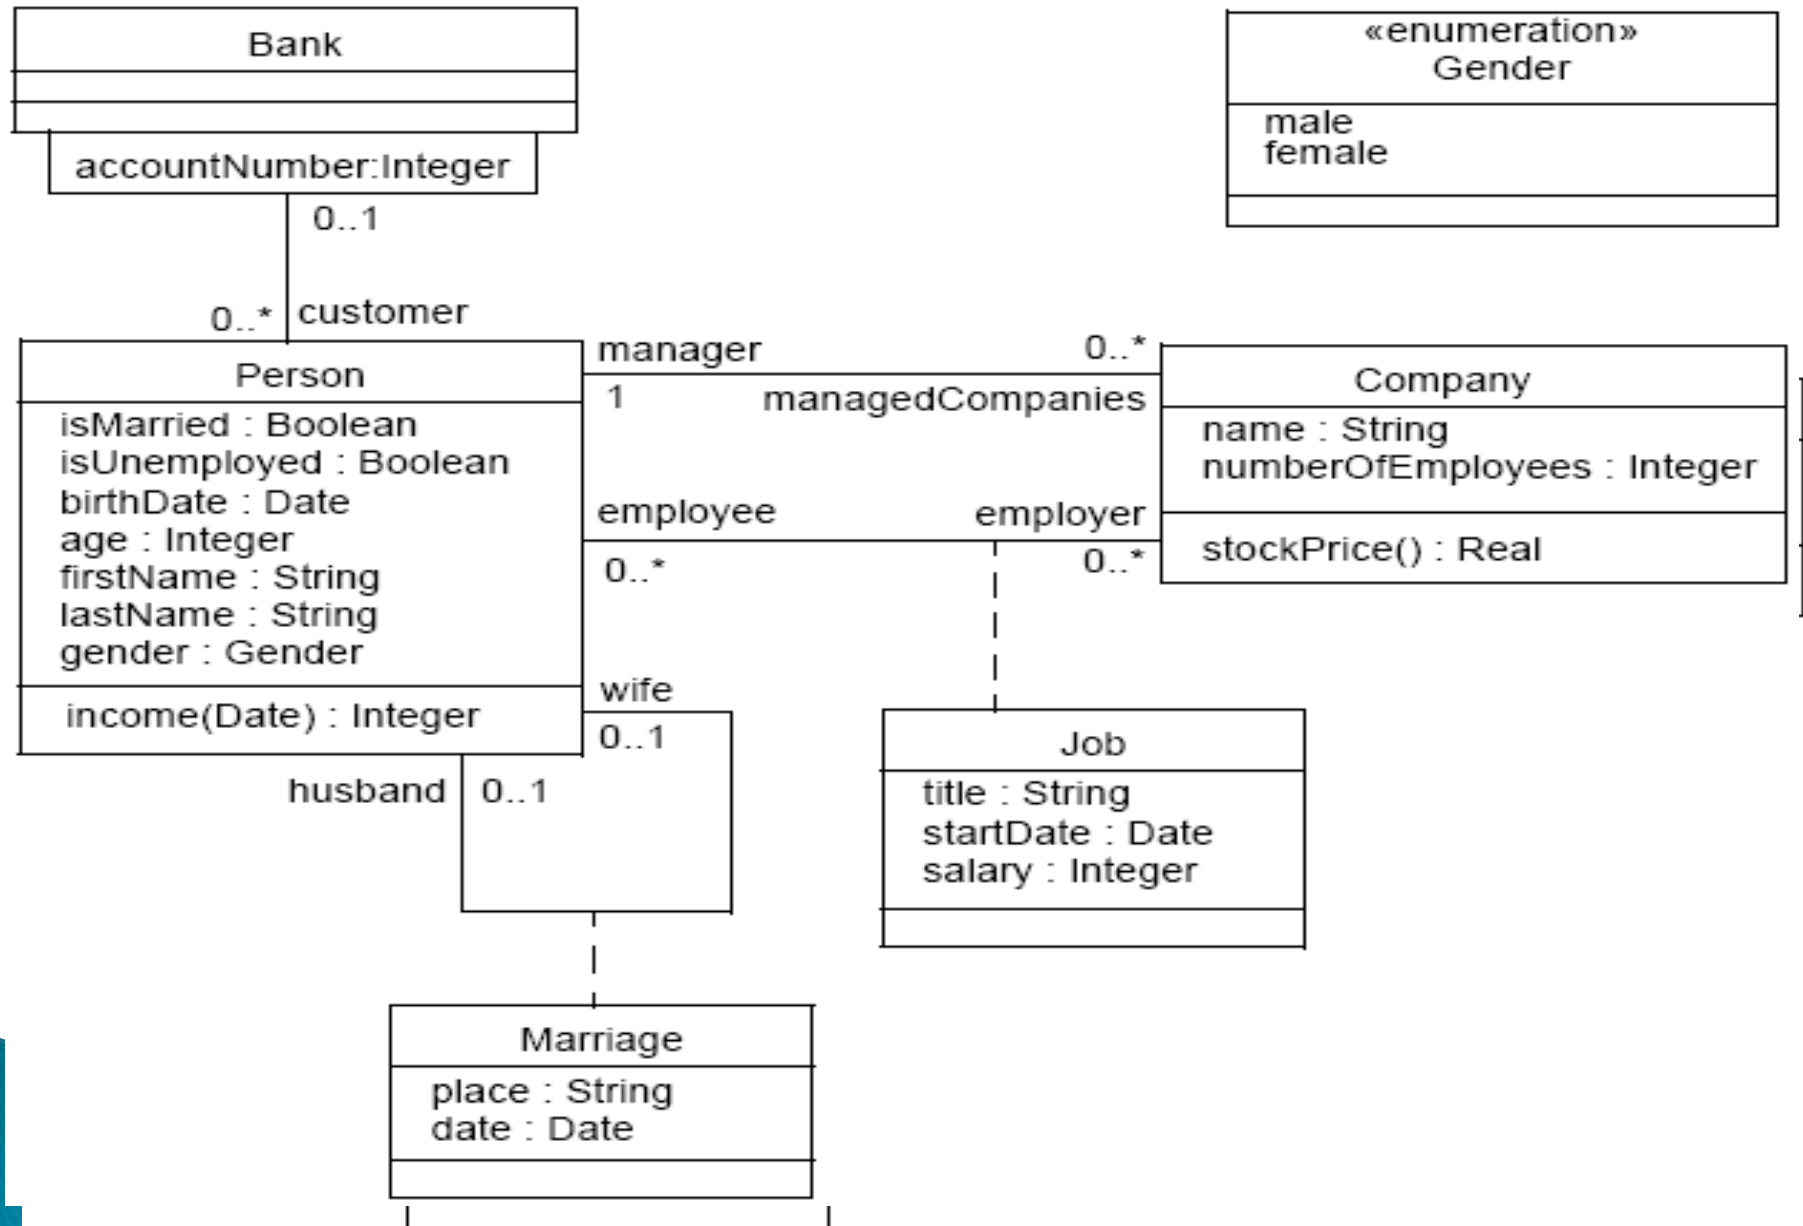 Bank
accountNumber:Integer
0..1
0..*
customer
«enumeration»
Gender
male
female
Person
isMarried : Boolean
isUnemployed : Boolean
birthDate : Date
age : Integer
firstName : String
lastName : String
gender : Gender
income(Date) : Integer
manager
1
0..*
managedCompanies
employee
0..*
employer
0..*
Company
name : String
numberOfEmployees : Integer
stockPrice() : Real
wife
0..1
husband
0..1
Job
title : String
startDate : Date
salary : Integer
Marriage
place : String
date : Date